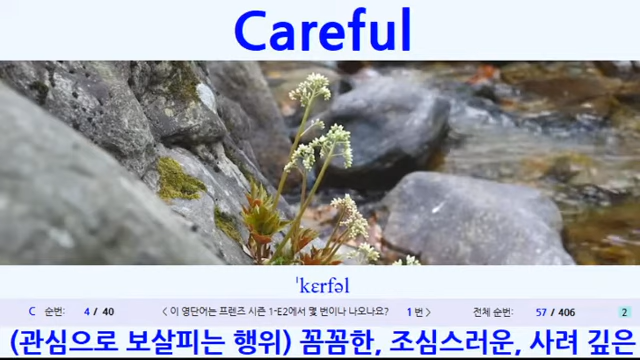 Careful
ˈkɛrfəl
C 순번: 4 / 40 < 이 영단어는 프렌즈 시즌 1-E2에서 몇 번이나 나오나요? 1 번 > 전체 순번: 57 / 406 2
(관심으로 보살피는 행위) 꼼꼼한, 조심스러운, 사려 깊은